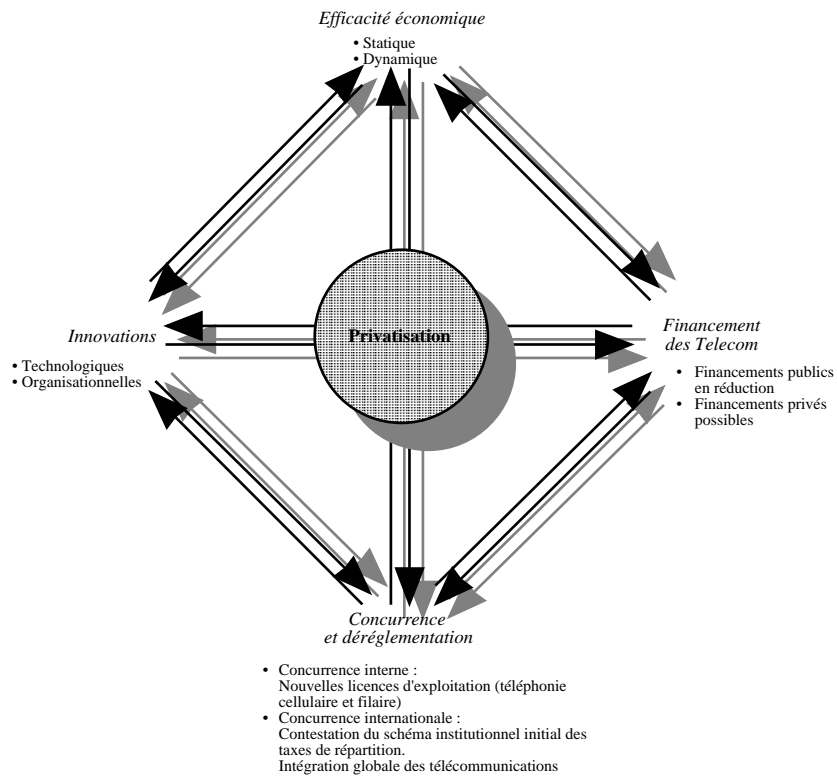 Efficacité économique
• Statique
• Dynamique
Privatisation
Innovations
• Technologiques
• Organisationnelles
Financement
des Telecom
• Financements publics
en réduction
• Financements privés
possibles
Concurrence
et déréglementation
• Concurrence interne :
Nouvelles licences d'exploitation (téléphonie
cellulaire et filaire)
• Concurrence internationale :
Contestation du schéma institutionnel initial des
taxes de répartition.
Intégration globale des télécommunications